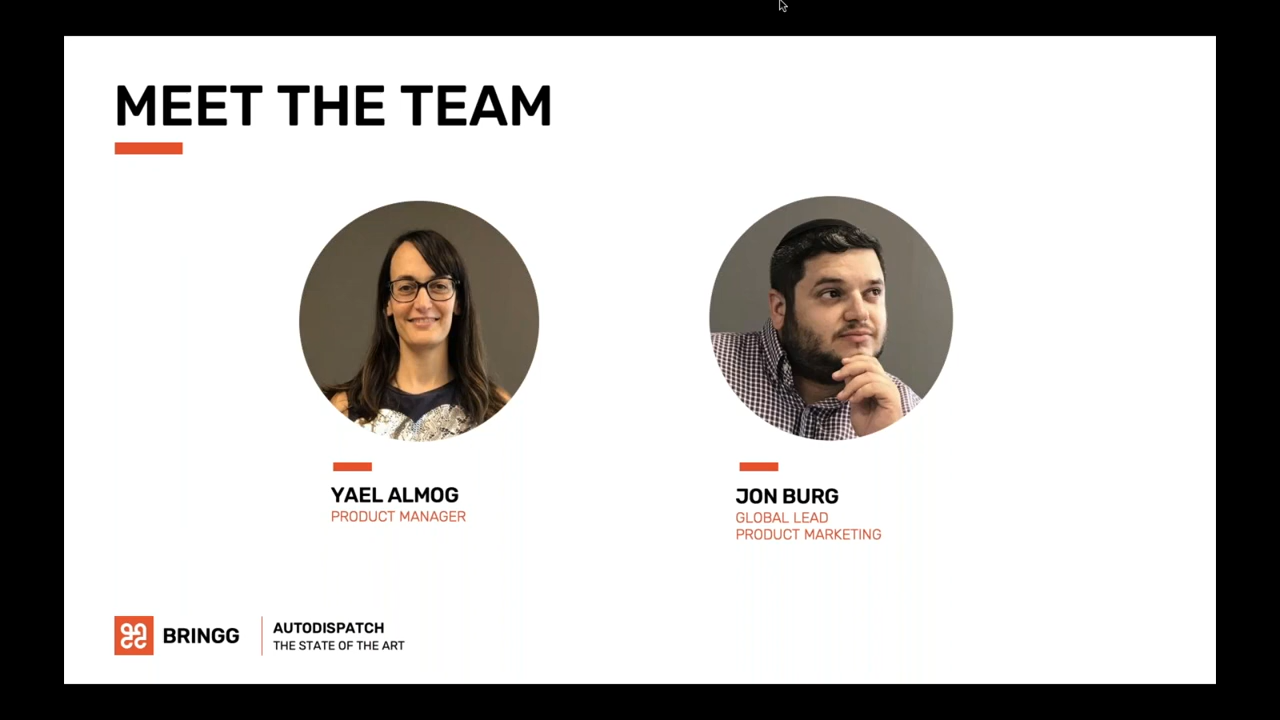 MEET THE TEAM
YAEL ALMOG
PRODUCT MANAGER
JON BURG
GLOBAL LEAD
PRODUCT MARKETING
BRINGG
AUTODISPATCH
THE STATE OF THE ART